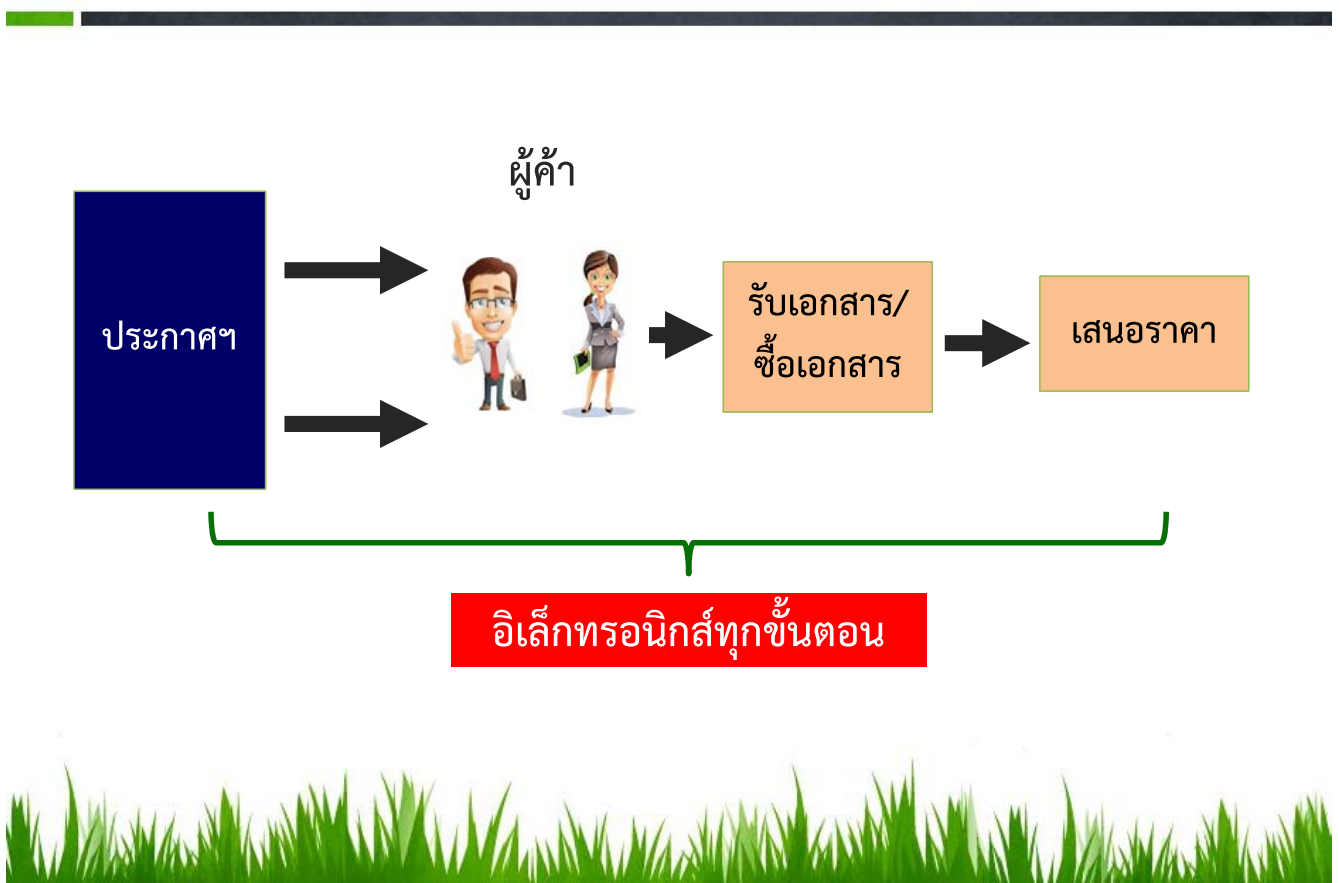 ผู้ค้า
ประกาศฯ
รับเอกสาร/
ซื้อเอกสาร
เสนอราคา
อิเล็กทรอนิกส์ทุกขั้นตอน